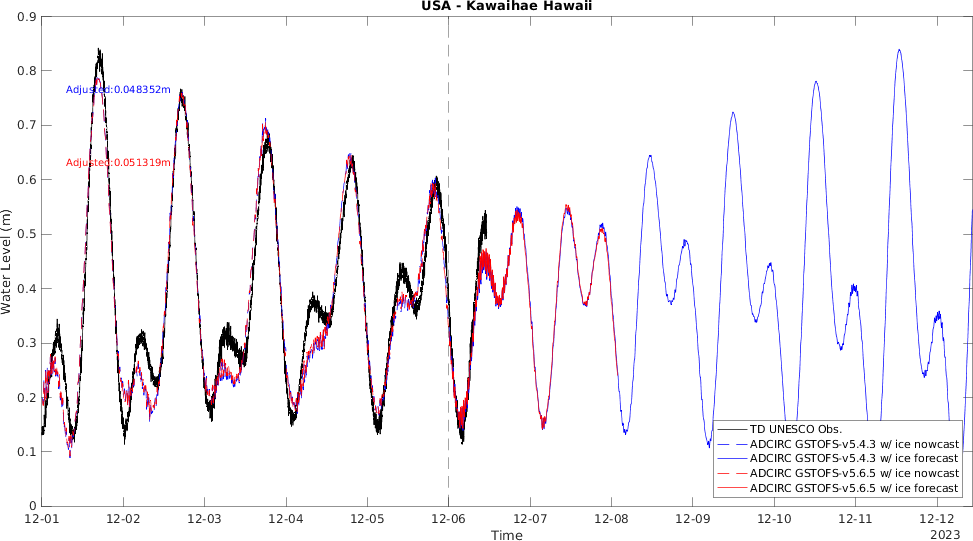 USA - Kawaihae Hawaii
0.9
0.8
0.7
0.6
0.5
0.4
0.3
0.2
0.1
0
Water Level (m)
Adjusted:0.048352m
Adjusted:0.051319m
TD UNESCO Obs.
ADCIRC GSTOFS-v5.4.3 w/ ice nowcast
ADCIRC GSTOFS-v5.4.3 w/ ice forecast
ADCIRC GSTOFS-v5.6.5 w/ ice nowcast
ADCIRC GSTOFS-v5.6.5 w/ ice forecast
12-01 12-02 12-03 12-04 12-05 12-06 12-07 12-08 12-09 12-10 12-11 12-12
2023
Time